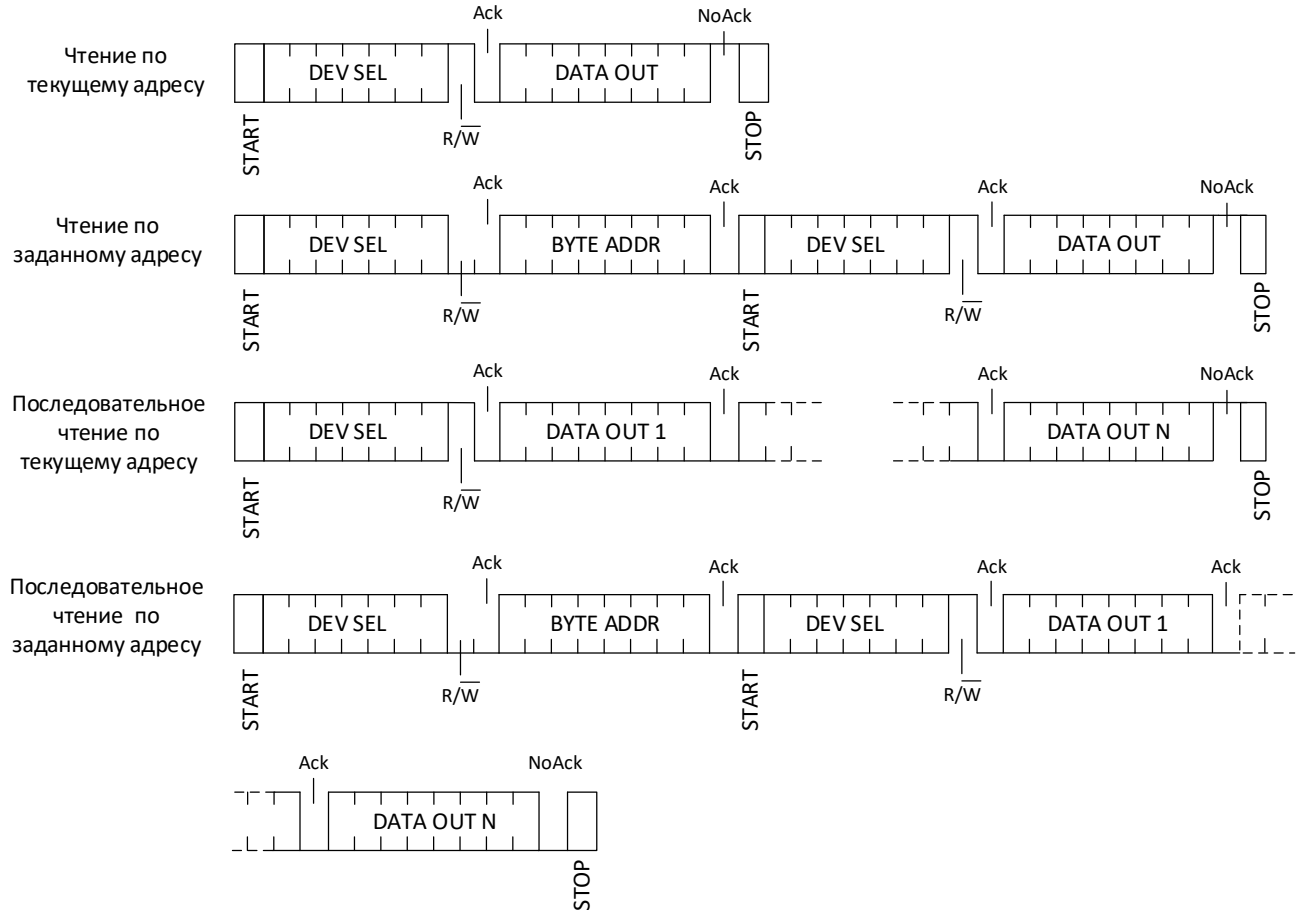 Ack NoAck
Чтение по
текущему адресу
DEV SEL DATA OUT
START R/W STOP
Ack Ack Ack NoAck
Чтение по
заданному адресу
DEV SEL BYTE ADDR DEV SEL DATA OUT
START R/W START R/W STOP
Ack Ack Ack NoAck
Последовательное
чтение по
текущему адресу
DEV SEL DATA OUT 1 DATA OUT N
START R/W STOP
Ack Ack Ack Ack
Последовательное
чтение по
заданному адресу
DEV SEL BYTE ADDR DEV SEL DATA OUT 1
START R/W START R/W
Ack NoAck
DATA OUT N
STOP